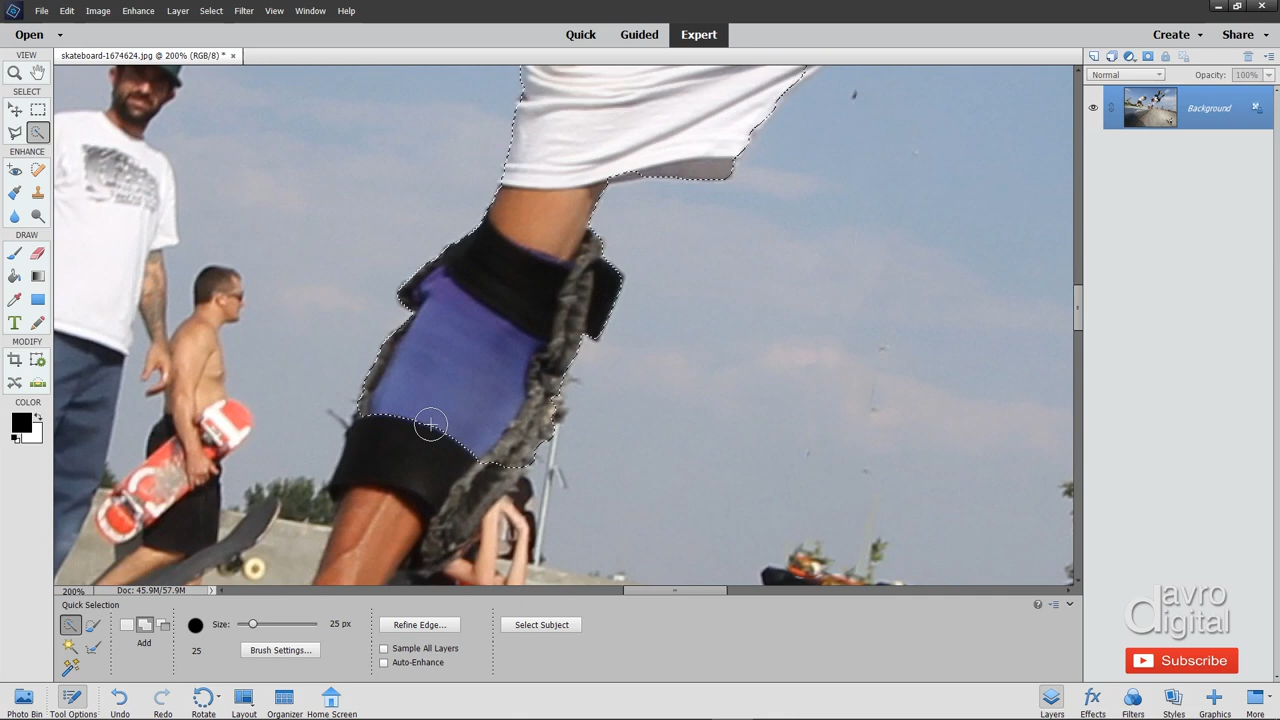 File Edit Image Enhance Layer Select Filter View Window Help
Open Quick Guided Expert Create Share
VIEW
skateboard-1674624.jpg @ 200% (RGB/8) * ×
Normal Opacity: 100%
SELECT
Background
ENHANCE
DRAW
MODIFY
COLOR
200% Doc: 45.9M/57.9M
Quick Selection
Add
Size: 25 px
25
Brush Settings...
Refine Edge...
Sample All Layers
Auto-Enhance
Select Subject
davro
digital
Subscribe
Photo Bin Tool Options Undo Redo Rotate Layout Organizer Home Screen Layers Effects Filters Styles Graphics More